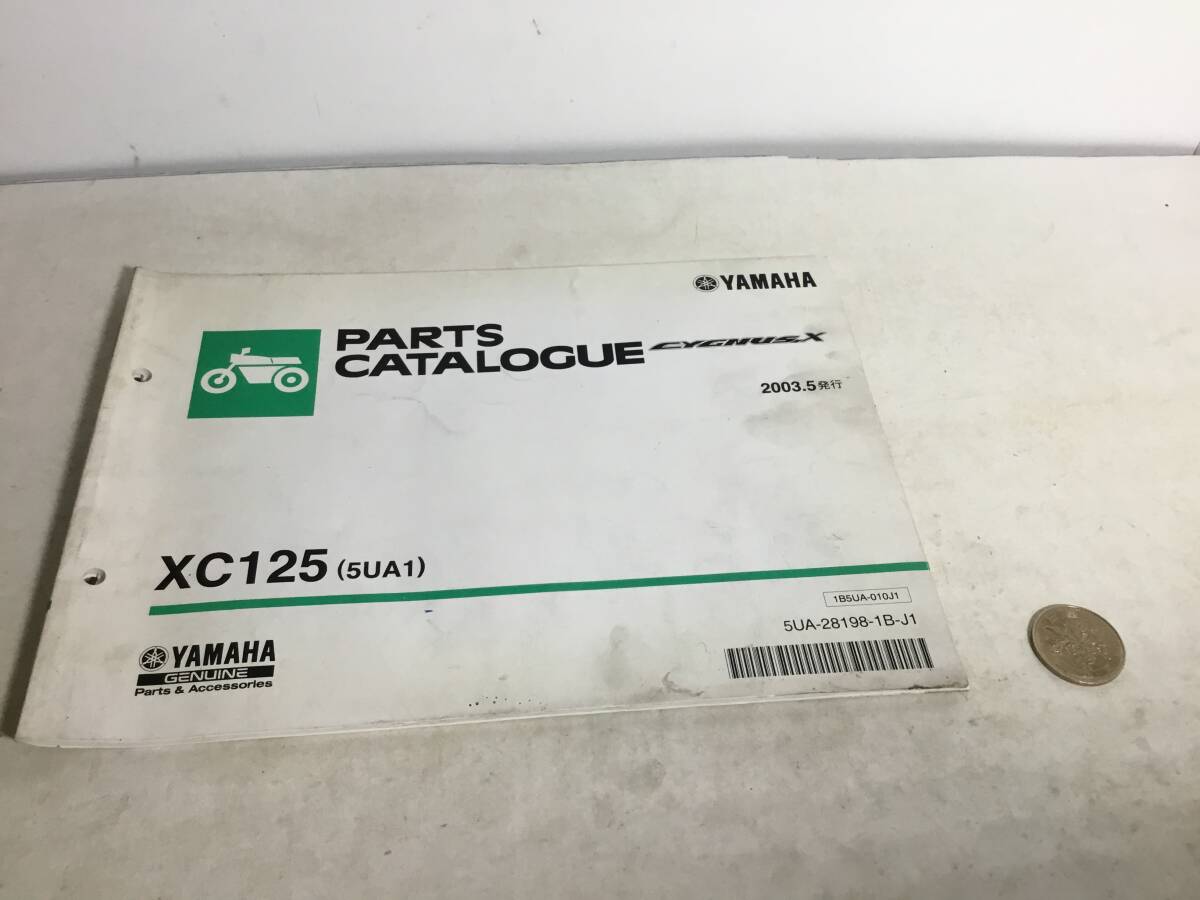 YAMAHA
PARTS
CATALOGUE CYGNUS.X
2003.5発行
XC125 (5UA1)
1B5UA-010J1
5UA-28198-1B-J1
YAMAHA
GENUINE
Parts & Accessories